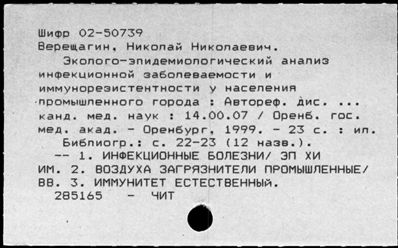 Шифр 02-50739
Верещагин, Николай Николаевич.
Эколого-эпидемиологический анализ
инфекционной заболеваемости и
иммунорезистентности у населения
промышленного города : Автореф. дис. ...
канд. мед. наук : 14.00.07 / Оренб. гос.
мед. акад. - Оренбург, 1999. - 23 с. : ил.
Библиогр.: с. 22-23 (12 назв.).
-- 1. ИНФЕКЦИОННЫЕ БОЛЕЗНИ/ ЭП ХИ
ИМ. 2. ВОЗДУХА ЗАГРЯЗНИТЕЛИ ПРОМЫШЛЕННЫЕ/
ВВ. 3. ИММУНИТЕТ ЕСТЕСТВЕННЫЙ.
285165 - ЧИТ